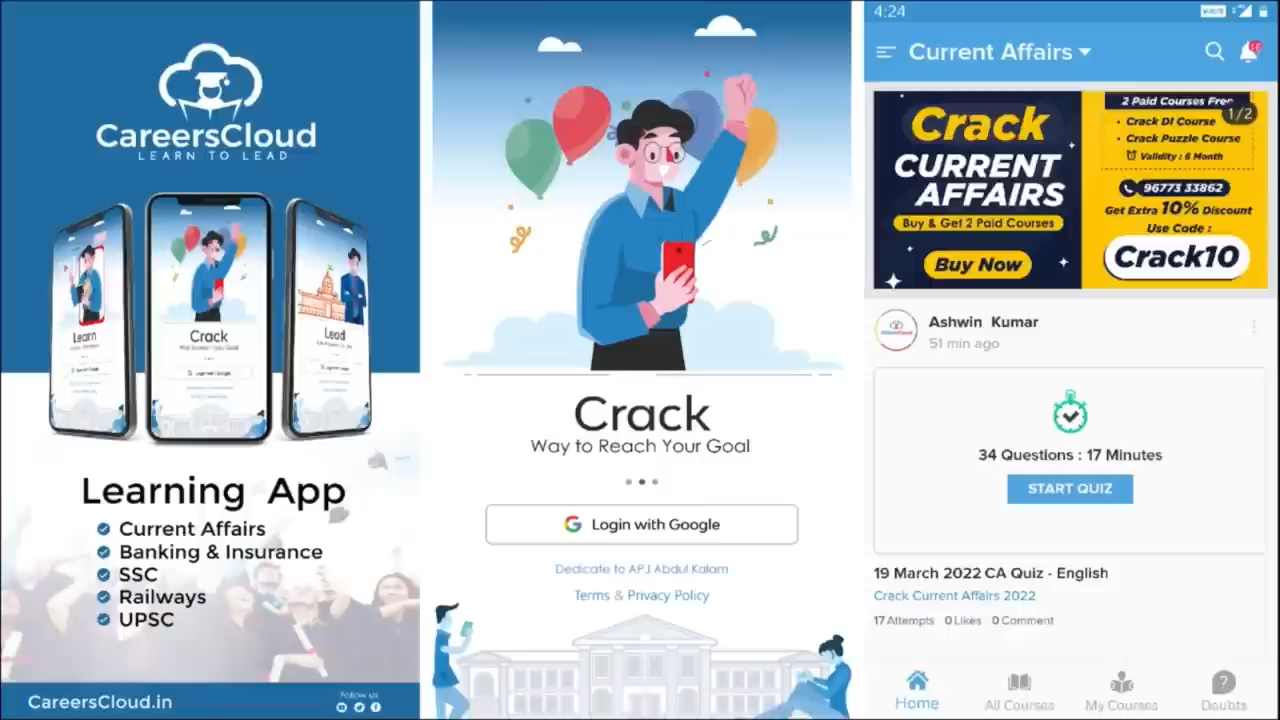 CareersCloud
LEARN TO LEAD
Learn
Crack
Lead
Learning App
Current Affairs
Banking & Insurance
SSC
Railways
UPSC
CareersCloud.in
Follow us
Crack
Way to Reach Your Goal
Login with Google
Dedicate to APJ Abdul Kalam
Terms & Privacy Policy
4:24
Current Affairs
Crack
CURRENT
AFFAIRS
Buy & Get 2 Paid Courses
Buy Now
2 Paid Courses Free
1/2
• Crack DI Course
• Crack Puzzle Course
Validity : 6 Month
96773 33862
Get Extra 10% Discount
Use Code :
Crack10
Ashwin Kumar
51 min ago
34 Questions : 17 Minutes
START QUIZ
19 March 2022 CA Quiz - English
Crack Current Affairs 2022
17 Attempts 0 Likes 0 Comment
Home
All Courses
My Courses
Doubts